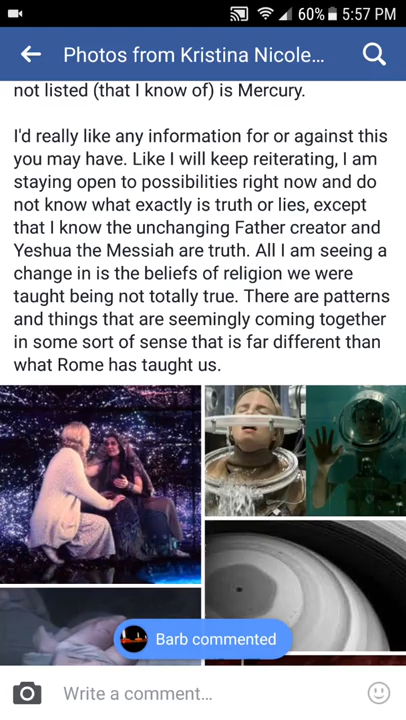 60% 5:57 PM
Photos from Kristina Nicole...
not listed (that I know of) is Mercury.
I'd really like any information for or against this
you may have. Like I will keep reiterating, I am
staying open to possibilities right now and do
not know what exactly is truth or lies, except
that I know the unchanging Father creator and
Yeshua the Messiah are truth. All I am seeing a
change in is the beliefs of religion we were
taught being not totally true. There are patterns
and things that are seemingly coming together
in some sort of sense that is far different than
what Rome has taught us.
Barb commented
Write a comment...